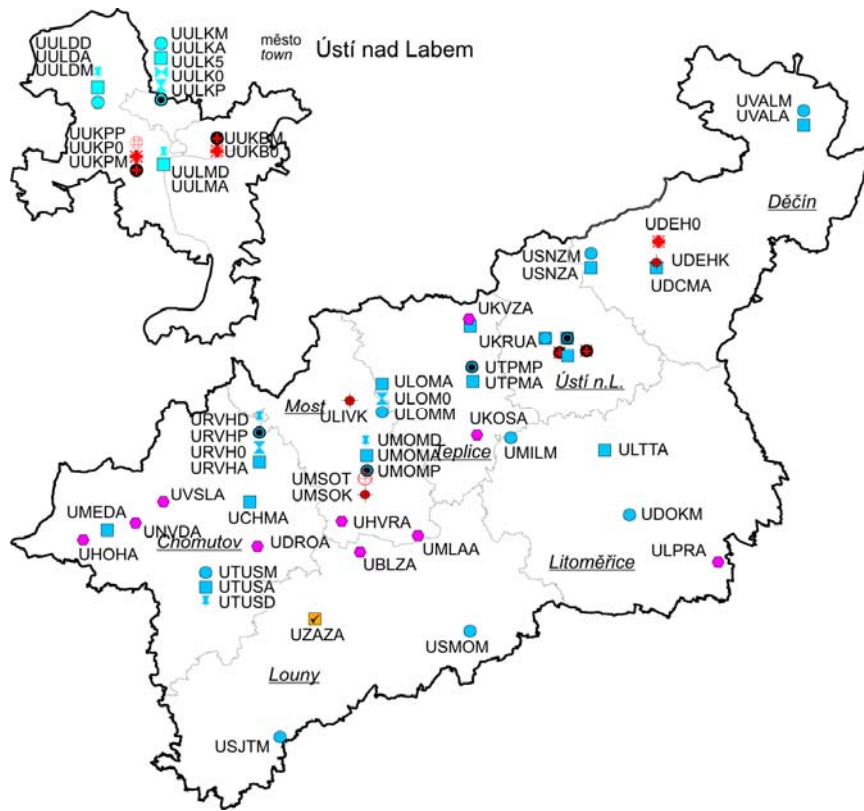 UULDD
UULDA
UULDM
UULKM
UULKA
UULK5
UULK0
UULKP
město
town
Ústí nad Labem
UUKPP
UUKP0
UUKPM
UUKBM
UUKB0
UULMD
UULMA
UVALM
UVALA
Děčín
UDEH0
UDEHK
UDCMA
USNZM
USNZA
UKVZA
UKRUA
UTPMP
UTPMA
Ústí n.L.
ULOMA
ULOM0
ULOMM
Most
ULIVK
URVHD
URVHP
URVH0
URVHA
UMOMD
UMOMA
UMOMP
UKOSA
Teplice
UMILM
ULTTA
UMSOT
UMSOK
UMEDA
UVSLA
UCHMA
UNVDA
Chomutov
UHOHA
UDROA
UHVRA
UMLAA
UBLZA
UDOKM
Litoměřice
ULPRA
UTUSM
UTUSA
UTUSD
UZAZA
USMOM
Louny
USJTM